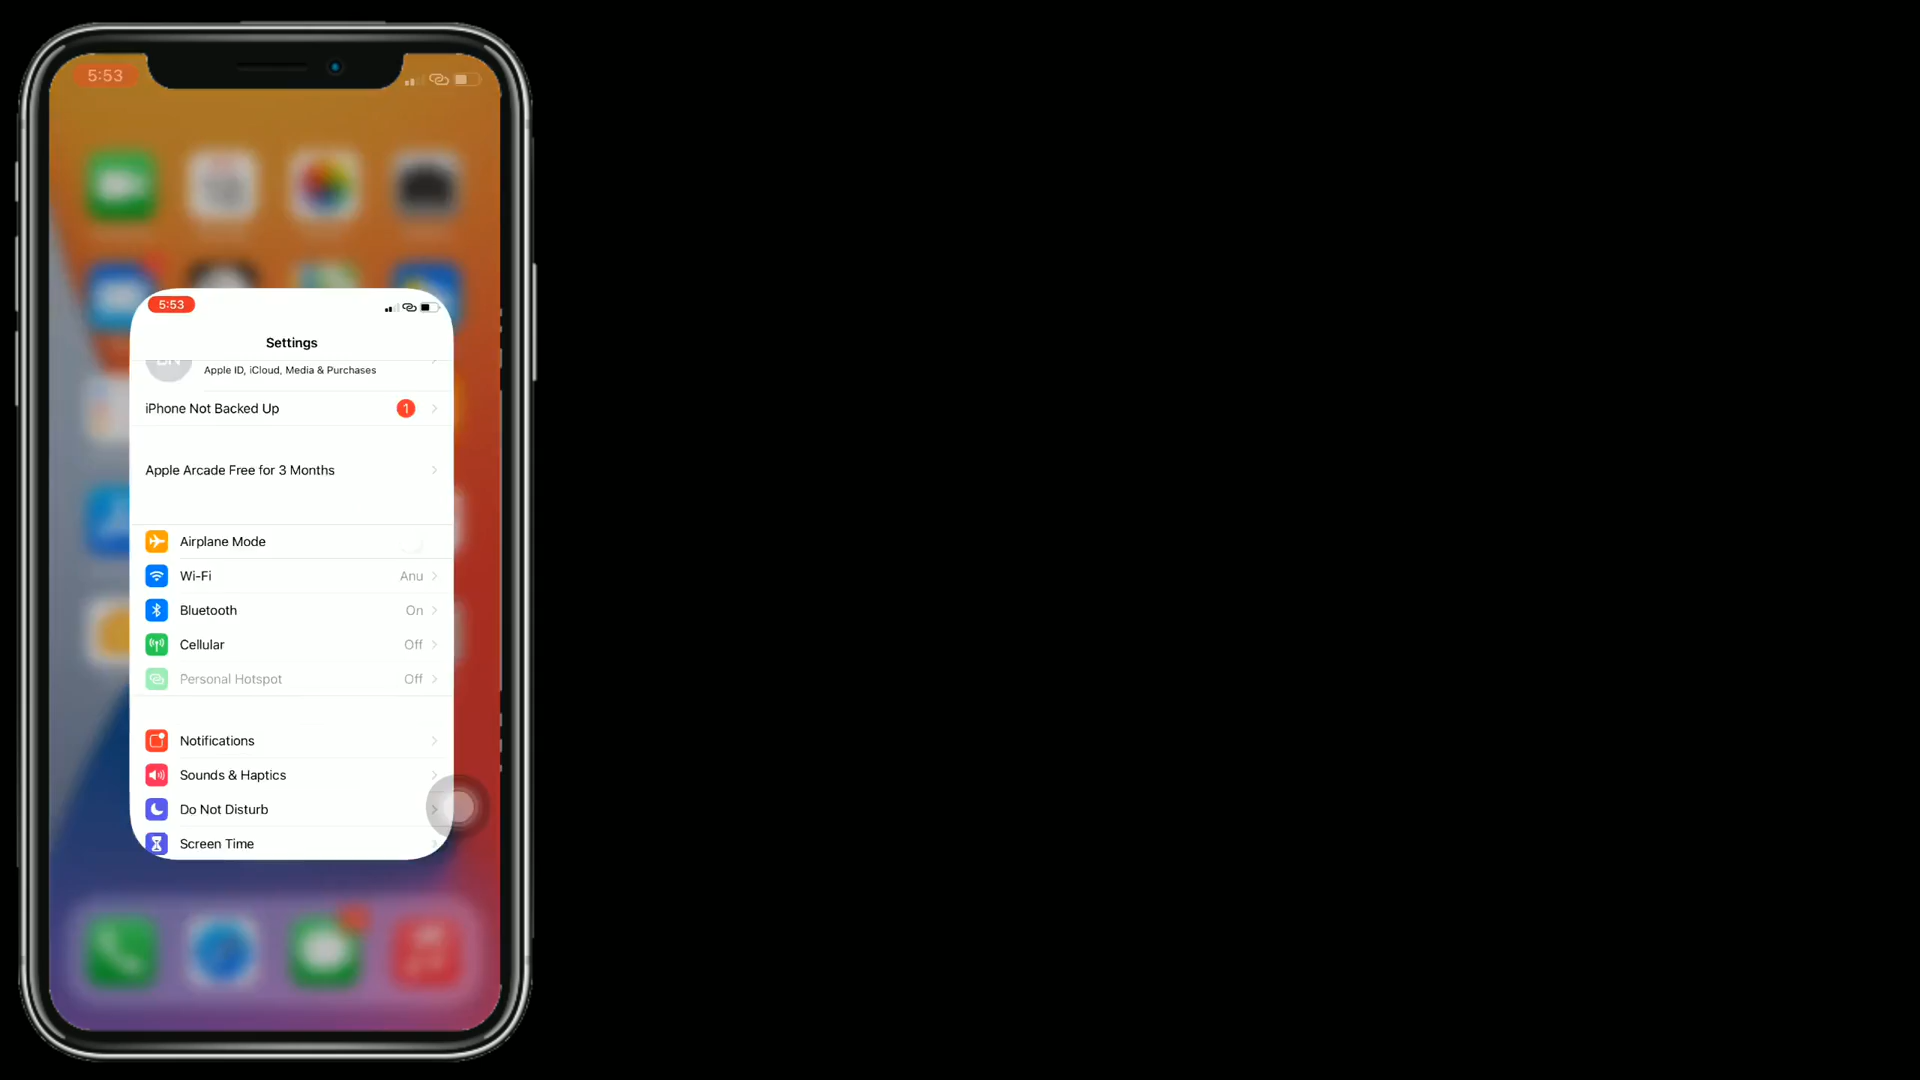 5:53
5:53
Settings
Apple ID, iCloud, Media & Purchases
iPhone Not Backed Up 1
Apple Arcade Free for 3 Months
Airplane Mode
Wi-Fi Anu
Bluetooth On
Cellular Off
Personal Hotspot Off
Notifications
Sounds & Haptics
Do Not Disturb
Screen Time